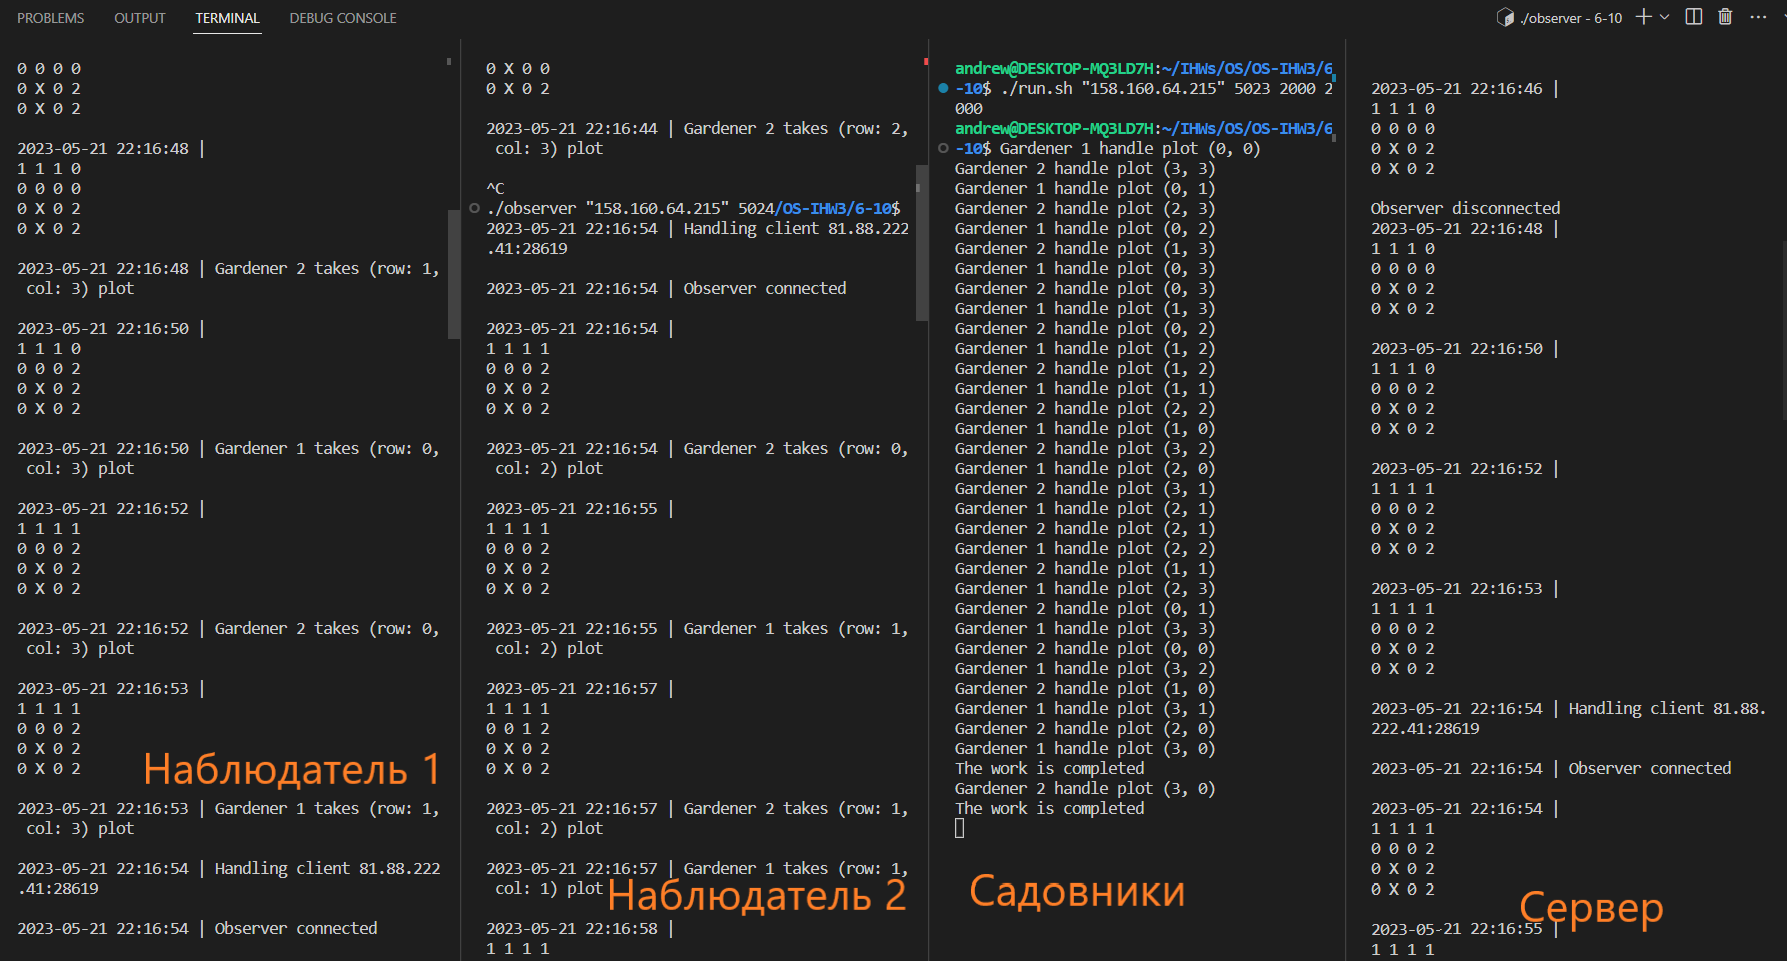 PROBLEMS OUTPUT TERMINAL DEBUG CONSOLE
./observer - 6-10
0 0 0 0
0 X 0 2
0 X 0 2
2023-05-21 22:16:48 |
1 1 1 0
0 0 0 0
0 X 0 2
0 X 0 2
2023-05-21 22:16:48 | Gardener 2 takes (row: 1,
col: 3) plot
2023-05-21 22:16:50 |
1 1 1 0
0 0 0 2
0 X 0 2
0 X 0 2
2023-05-21 22:16:50 | Gardener 1 takes (row: 0,
col: 3) plot
2023-05-21 22:16:52 |
1 1 1 1
0 0 0 2
0 X 0 2
0 X 0 2
2023-05-21 22:16:52 | Gardener 2 takes (row: 0,
col: 3) plot
2023-05-21 22:16:53 |
1 1 1 1
0 0 0 2
0 X 0 2
0 X 0 2
Наблюдатель 1
2023-05-21 22:16:53 | Gardener 1 takes (row: 1,
col: 3) plot
2023-05-21 22:16:54 | Handling client 81.88.222
.41:28619
2023-05-21 22:16:54 | Observer connected
0 X 0 0
0 X 0 2
2023-05-21 22:16:44 | Gardener 2 takes (row: 2,
col: 3) plot
^C
./observer "158.160.64.215" 5024/OS-IHW3/6-10$
2023-05-21 22:16:54 | Handling client 81.88.222
.41:28619
2023-05-21 22:16:54 | Observer connected
2023-05-21 22:16:54 |
1 1 1 1
0 0 0 2
0 X 0 2
0 X 0 2
2023-05-21 22:16:54 | Gardener 2 takes (row: 0,
col: 2) plot
2023-05-21 22:16:55 |
1 1 1 1
0 0 0 2
0 X 0 2
0 X 0 2
2023-05-21 22:16:55 | Gardener 1 takes (row: 1,
col: 2) plot
2023-05-21 22:16:57 |
1 1 1 1
0 0 1 2
0 X 0 2
0 X 0 2
2023-05-21 22:16:57 | Gardener 2 takes (row: 1,
col: 2) plot
2023-05-21 22:16:57 | Gardener 1 takes (row: 1,
col: 1) plot
Наблюдатель 2
2023-05-21 22:16:58 |
1 1 1 1
andrew@DESKTOP-MQ3LD7H:~/IHWs/OS/OS-IHW3/6
-10$ ./run.sh "158.160.64.215" 5023 2000 2
000
andrew@DESKTOP-MQ3LD7H:~/IHWs/OS/OS-IHW3/6
-10$ Gardener 1 handle plot (0, 0)
Gardener 2 handle plot (3, 3)
Gardener 1 handle plot (0, 1)
Gardener 2 handle plot (2, 3)
Gardener 1 handle plot (0, 2)
Gardener 2 handle plot (1, 3)
Gardener 1 handle plot (0, 3)
Gardener 2 handle plot (0, 3)
Gardener 1 handle plot (1, 3)
Gardener 2 handle plot (0, 2)
Gardener 1 handle plot (1, 2)
Gardener 2 handle plot (1, 2)
Gardener 1 handle plot (1, 1)
Gardener 2 handle plot (2, 2)
Gardener 1 handle plot (1, 0)
Gardener 2 handle plot (3, 2)
Gardener 1 handle plot (2, 0)
Gardener 2 handle plot (3, 1)
Gardener 1 handle plot (2, 1)
Gardener 2 handle plot (2, 1)
Gardener 1 handle plot (2, 2)
Gardener 2 handle plot (1, 1)
Gardener 1 handle plot (2, 3)
Gardener 2 handle plot (0, 1)
Gardener 1 handle plot (3, 3)
Gardener 2 handle plot (0, 0)
Gardener 1 handle plot (3, 2)
Gardener 2 handle plot (1, 0)
Gardener 1 handle plot (3, 1)
Gardener 2 handle plot (2, 0)
Gardener 1 handle plot (3, 0)
The work is completed
Gardener 2 handle plot (3, 0)
The work is completed
Садовники
2023-05-21 22:16:46 |
1 1 1 0
0 0 0 0
0 X 0 2
0 X 0 2
Observer disconnected
2023-05-21 22:16:48 |
1 1 1 0
0 0 0 0
0 X 0 2
0 X 0 2
2023-05-21 22:16:50 |
1 1 1 0
0 0 0 2
0 X 0 2
0 X 0 2
2023-05-21 22:16:52 |
1 1 1 1
0 0 0 2
0 X 0 2
0 X 0 2
2023-05-21 22:16:53 |
1 1 1 1
0 0 0 2
0 X 0 2
0 X 0 2
2023-05-21 22:16:54 | Handling client 81.88.
222.41:28619
2023-05-21 22:16:54 | Observer connected
2023-05-21 22:16:54 |
1 1 1 1
0 0 0 2
0 X 0 2
0 X 0 2
Сервер
2023-05-21 22:16:55 |
1 1 1 1